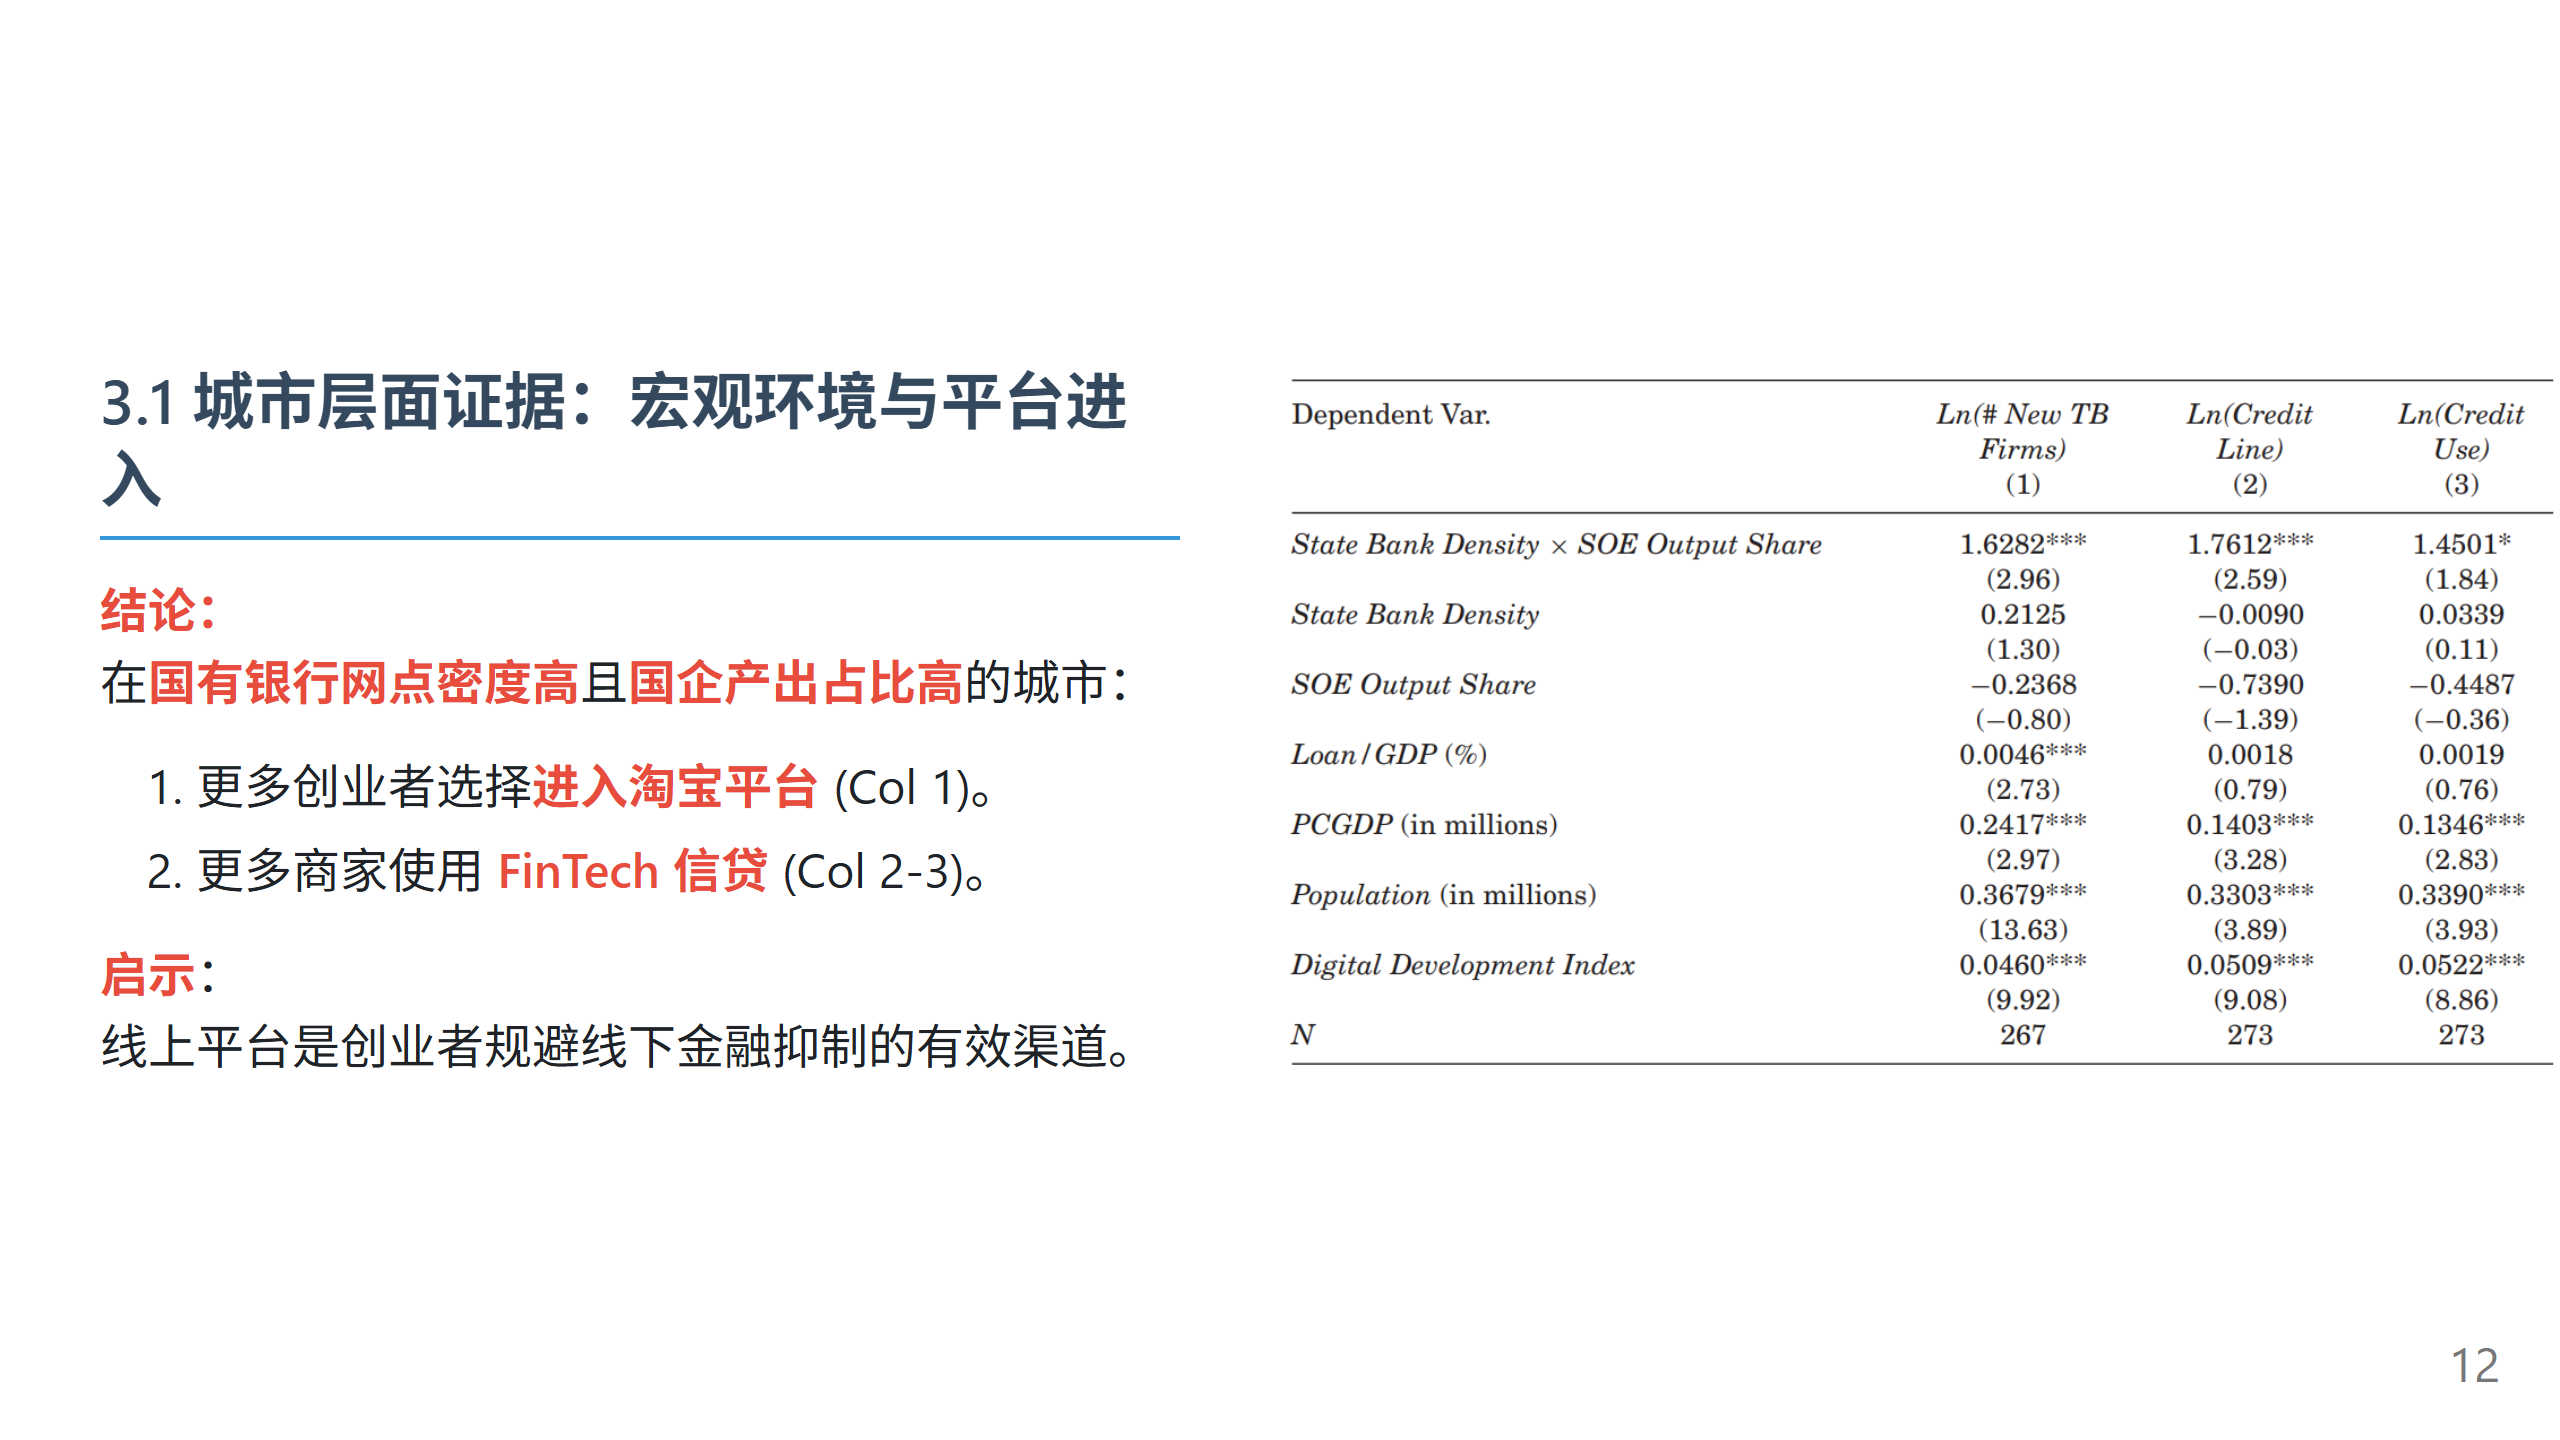 3.1 城市层面证据：宏观环境与平台进
入
结论：
在国有银行网点密度高且国企产出占比高的城市：
1. 更多创业者选择进入淘宝平台 (Col 1)。
2. 更多商家使用 FinTech 信贷 (Col 2-3)。
启示：
线上平台是创业者规避线下金融抑制的有效渠道。
Dependent Var. Ln(# New TB Ln(Credit Ln(Credit
Firms) Line) Use)
(1) (2) (3)
State Bank Density × SOE Output Share 1.6282*** 1.7612*** 1.4501*
(2.96) (2.59) (1.84)
State Bank Density 0.2125 −0.0090 0.0339
(1.30) (−0.03) (0.11)
SOE Output Share −0.2368 −0.7390 −0.4487
(−0.80) (−1.39) (−0.36)
Loan/GDP (%) 0.0046*** 0.0018 0.0019
(2.73) (0.79) (0.76)
PCGDP (in millions) 0.2417*** 0.1403*** 0.1346***
(2.97) (3.28) (2.83)
Population (in millions) 0.3679*** 0.3303*** 0.3390***
(13.63) (3.89) (3.93)
Digital Development Index 0.0460*** 0.0509*** 0.0522***
(9.92) (9.08) (8.86)
N 267 273 273
12